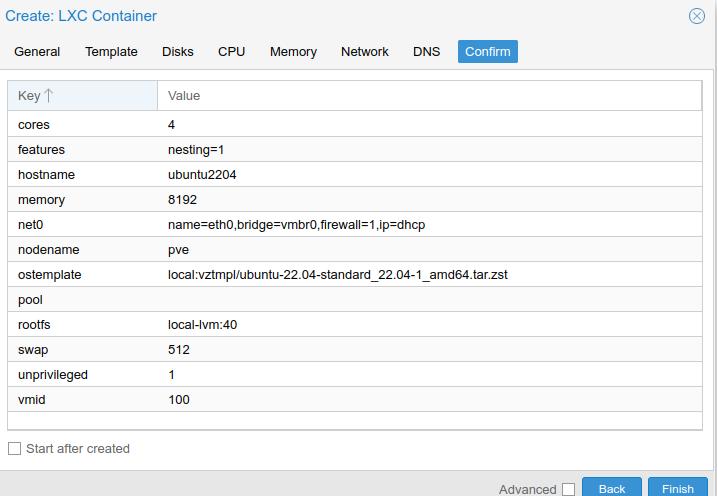 Create: LXC Container
General Template Disks CPU Memory Network DNS Confirm
Key Value
cores 4
features nesting=1
hostname ubuntu2204
memory 8192
net0 name=eth0,bridge=vmbr0,firewall=1,ip=dhcp
nodename pve
ostemplate local:vztmpl/ubuntu-22.04-standard_22.04-1_amd64.tar.zst
pool
rootfs local-lvm:40
swap 512
unprivileged 1
vmid 100
Start after created
Advanced Back Finish